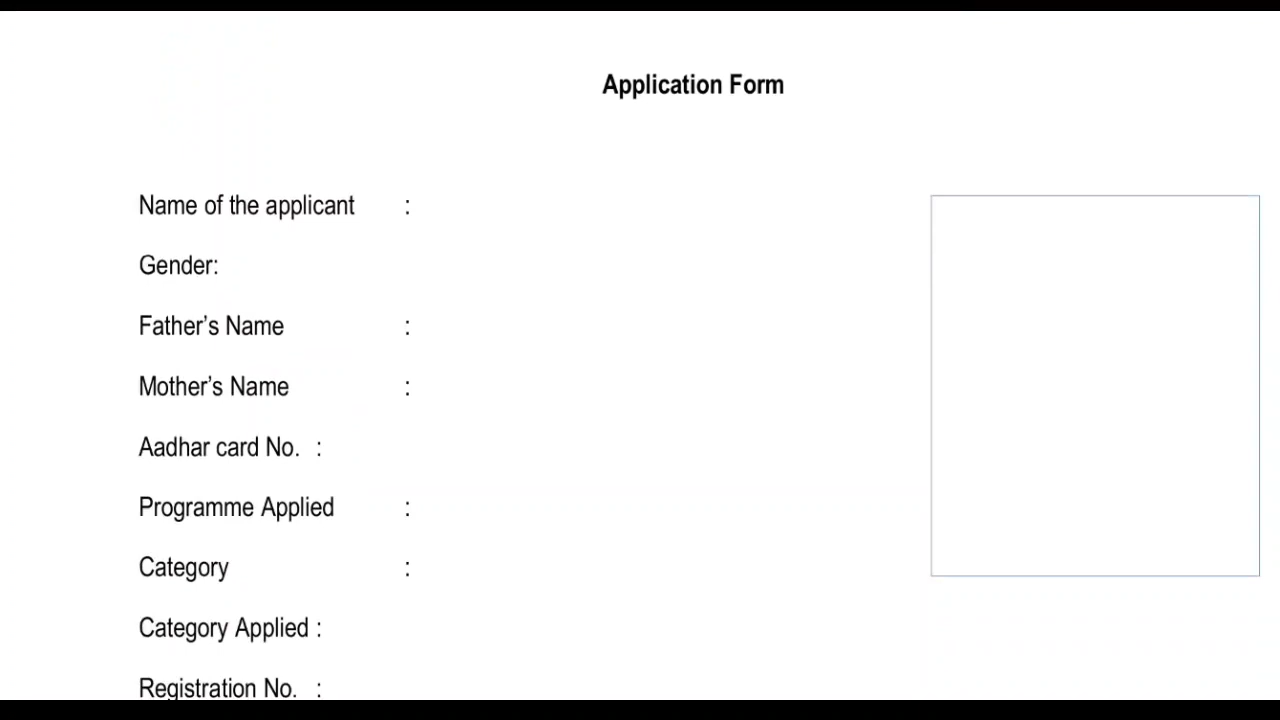 Application Form
Name of the applicant :
Gender:
Father’s Name :
Mother’s Name :
Aadhar card No. :
Programme Applied :
Category :
Category Applied :
Registration No. :